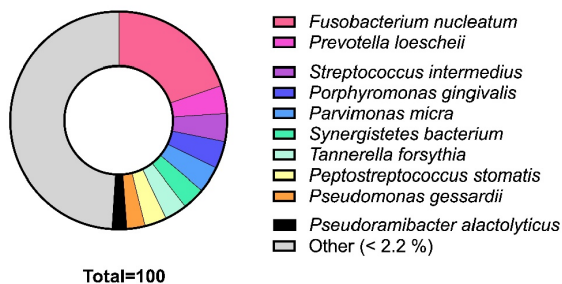 Fusobacterium nucleatum
Prevotella loescheii
Streptococcus intermedius
Porphyromonas gingivalis
Parvimonas micra
Synergistetes bacterium
Tannerella forsythia
Peptostreptococcus stomatis
Pseudomonas gessardii
Pseudoramibacter alactolyticus
Other (< 2.2 %)
Total=100